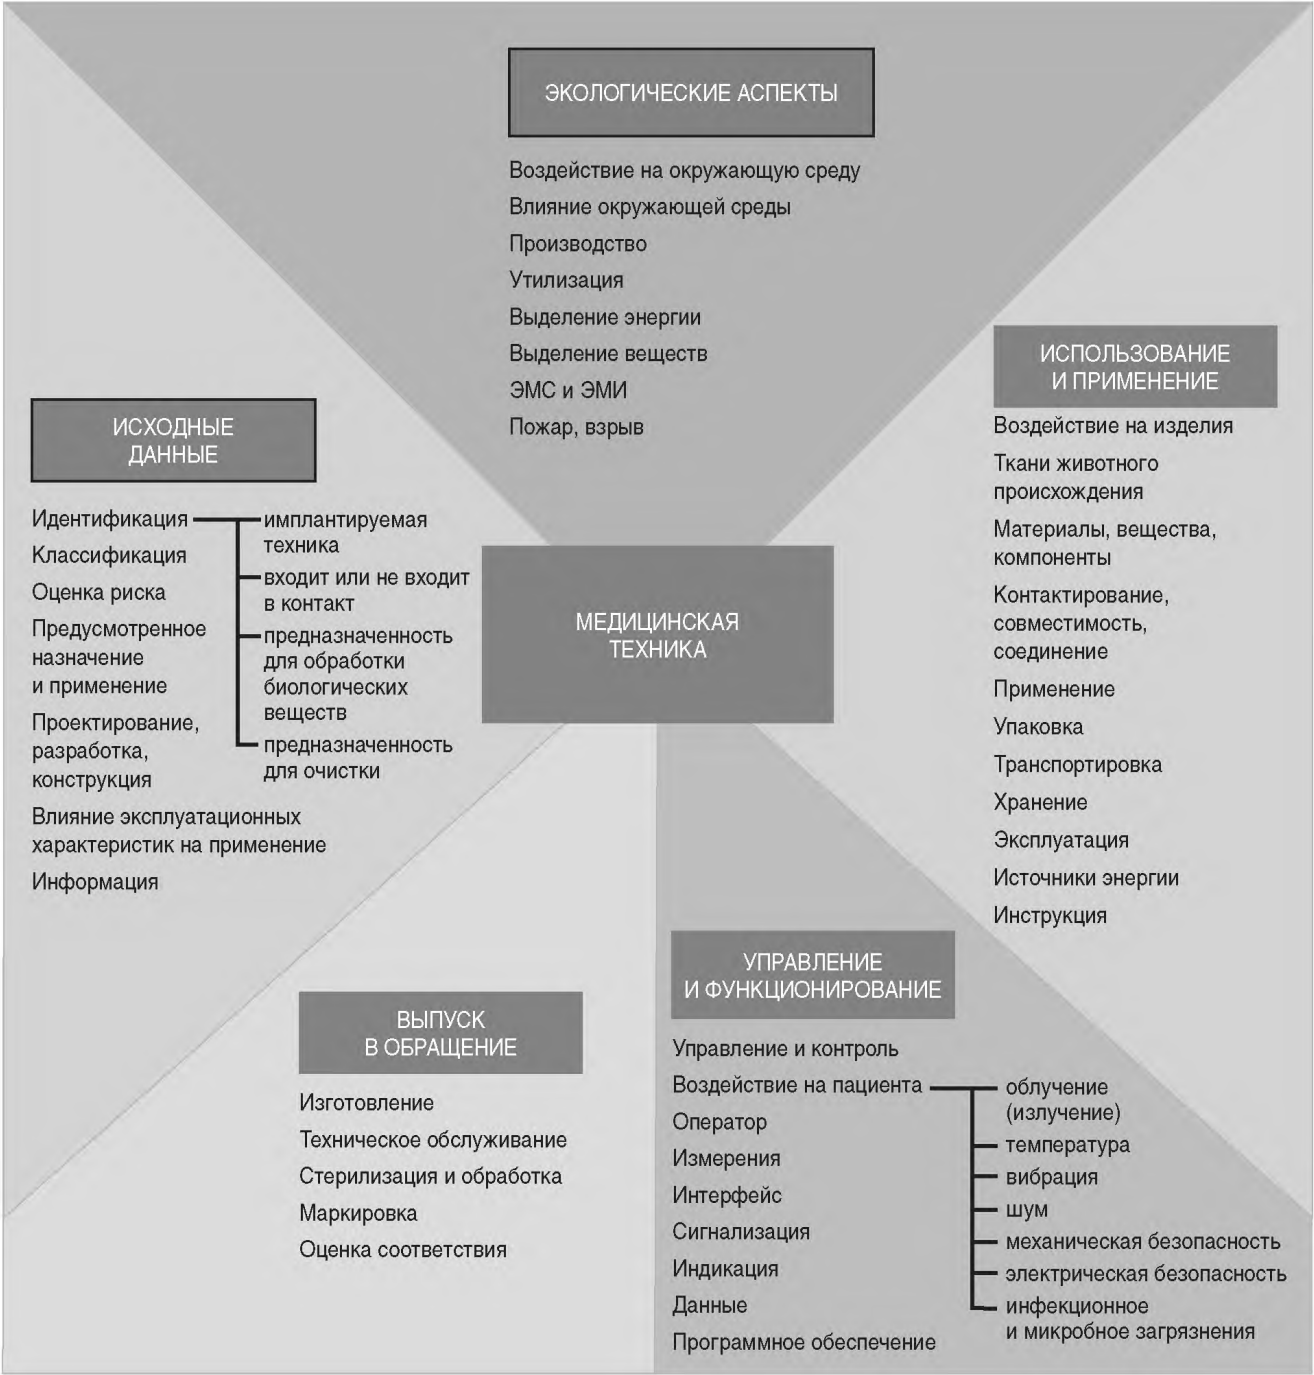 ЭКОЛОГИЧЕСКИЕ АСПЕКТЫ
Воздействие на окружающую среду
Влияние окружающей среды
Производство
Утилизация
Выделение энергии
Выделение веществ
ЭМС и ЭМИ
Пожар, взрыв
ИСХОДНЫЕ
ДАННЫЕ
Идентификация
Классификация
Оценка риска
Предусмотренное
назначение
и применение
Проектирование,
разработка,
конструкция
Влияние эксплуатационных
характеристик на применение
Информация
имплантируемая
техника
входит или не входит
в контакт
предназначенность
для обработки
биологических
веществ
предназначенность
для очистки
МЕДИЦИНСКАЯ
ТЕХНИКА
ИСПОЛЬЗОВАНИЕ
И ПРИМЕНЕНИЕ
Воздействие на изделия
Ткани животного
происхождения
Материалы, вещества,
компоненты
Контактирование,
совместимость,
соединение
Применение
Упаковка
Транспортировка
Хранение
Эксплуатация
Источники энергии
Инструкция
ВЫПУСК
В ОБРАЩЕНИЕ
Изготовление
Техническое обслуживание
Стерилизация и обработка
Маркировка
Оценка соответствия
УПРАВЛЕНИЕ
И ФУНКЦИОНИРОВАНИЕ
Управление и контроль
Воздействие на пациента
Оператор
Измерения
Интерфейс
Сигнализация
Индикация
Данные
Программное обеспечение
облучение
(излучение)
температура
вибрация
шум
механическая безопасность
электрическая безопасность
инфекционное
и микробное загрязнения